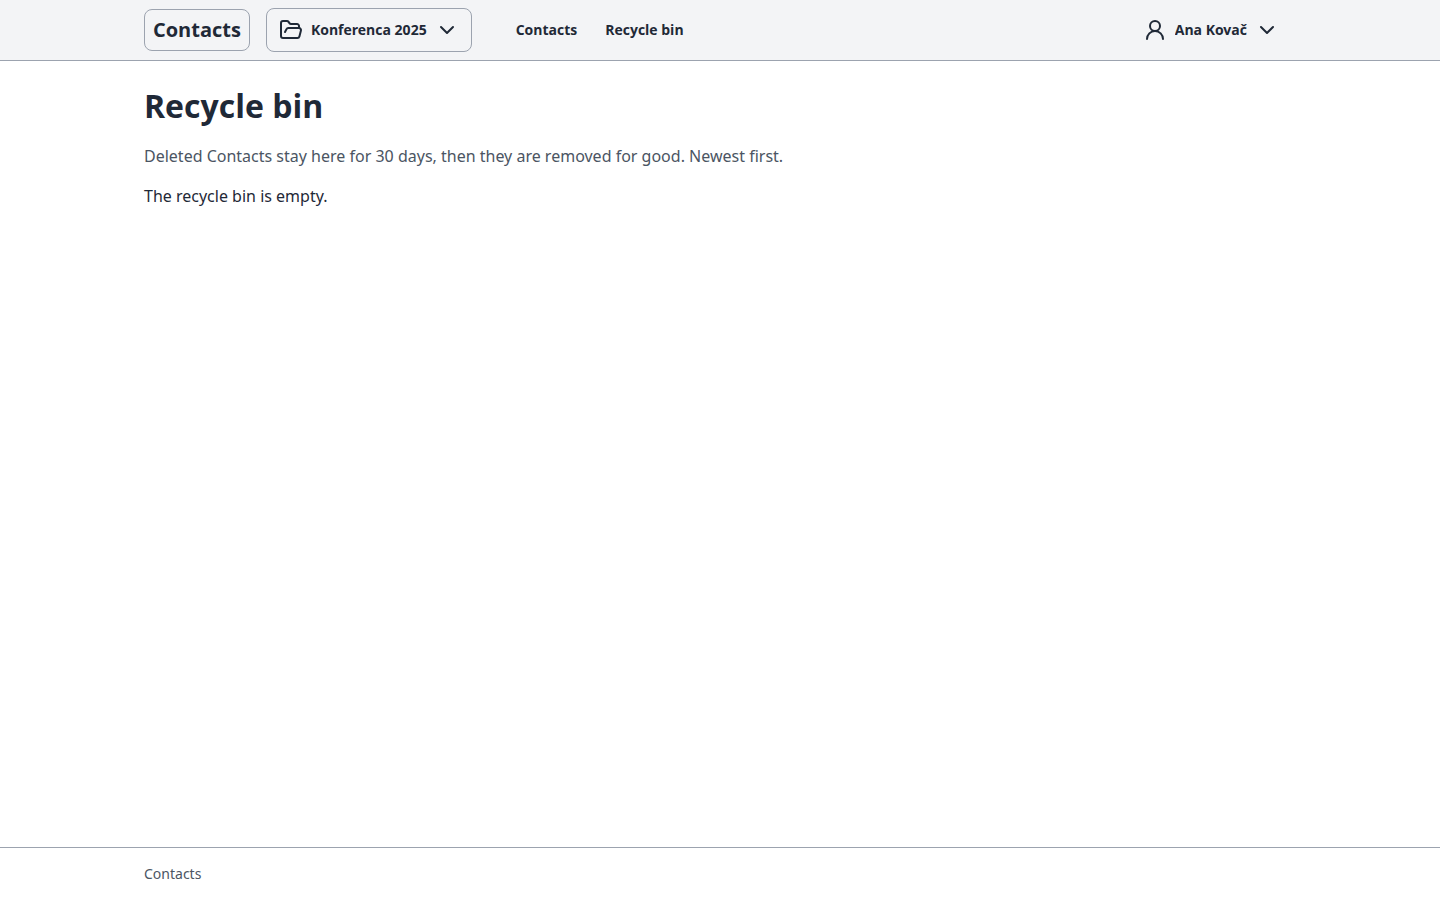 Contacts
Konferenca 2025
Contacts
Recycle bin
Ana Kovač
Recycle bin
Deleted Contacts stay here for 30 days, then they are removed for good. Newest first.
The recycle bin is empty.
Contacts